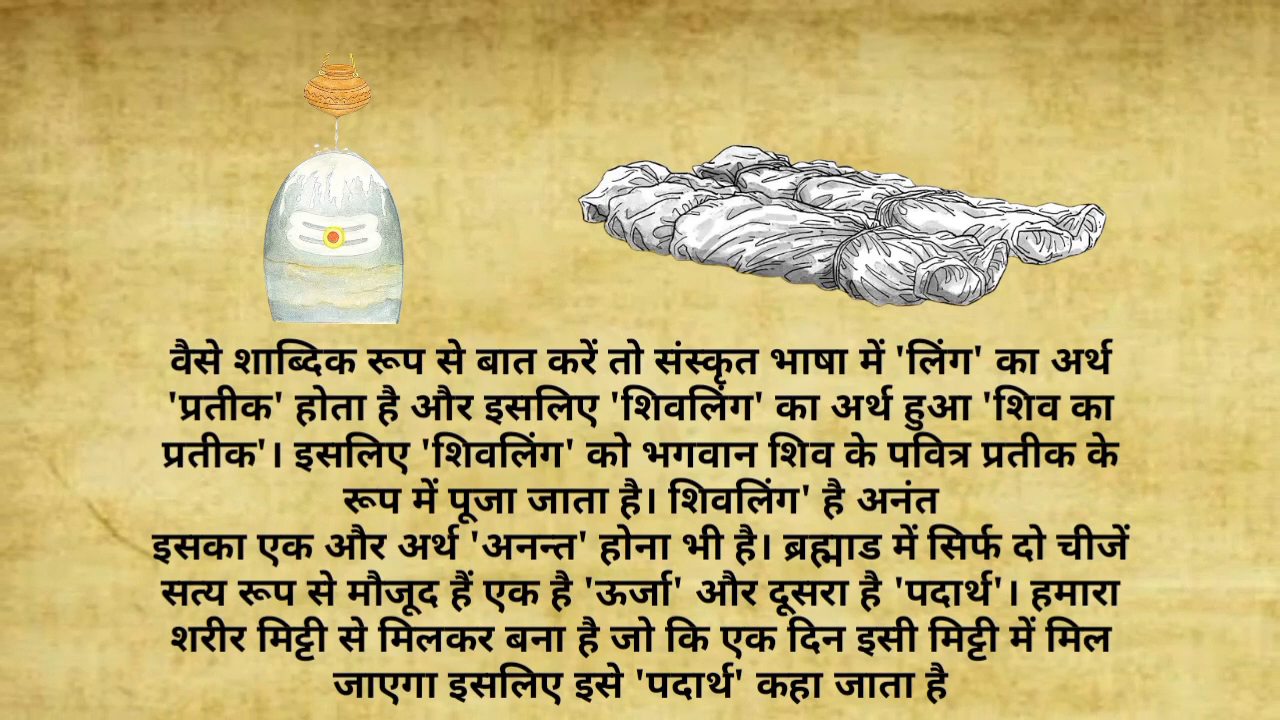 वैसे शाब्दिक रूप से बात करें तो संस्कृत भाषा में 'लिंग' का अर्थ
'प्रतीक' होता है और इसलिए 'शिवलिंग' का अर्थ हुआ 'शिव का
प्रतीक'। इसलिए 'शिवलिंग' को भगवान शिव के पवित्र प्रतीक के
रूप में पूजा जाता है। शिवलिंग' है अनंत
इसका एक और अर्थ 'अनन्त' होना भी है। ब्रह्माड में सिर्फ दो चीजें
सत्य रूप से मौजूद हैं एक है 'ऊर्जा' और दूसरा है 'पदार्थ'। हमारा
शरीर मिट्टी से मिलकर बना है जो कि एक दिन इसी मिट्टी में मिल
जाएगा इसलिए इसे 'पदार्थ' कहा जाता है